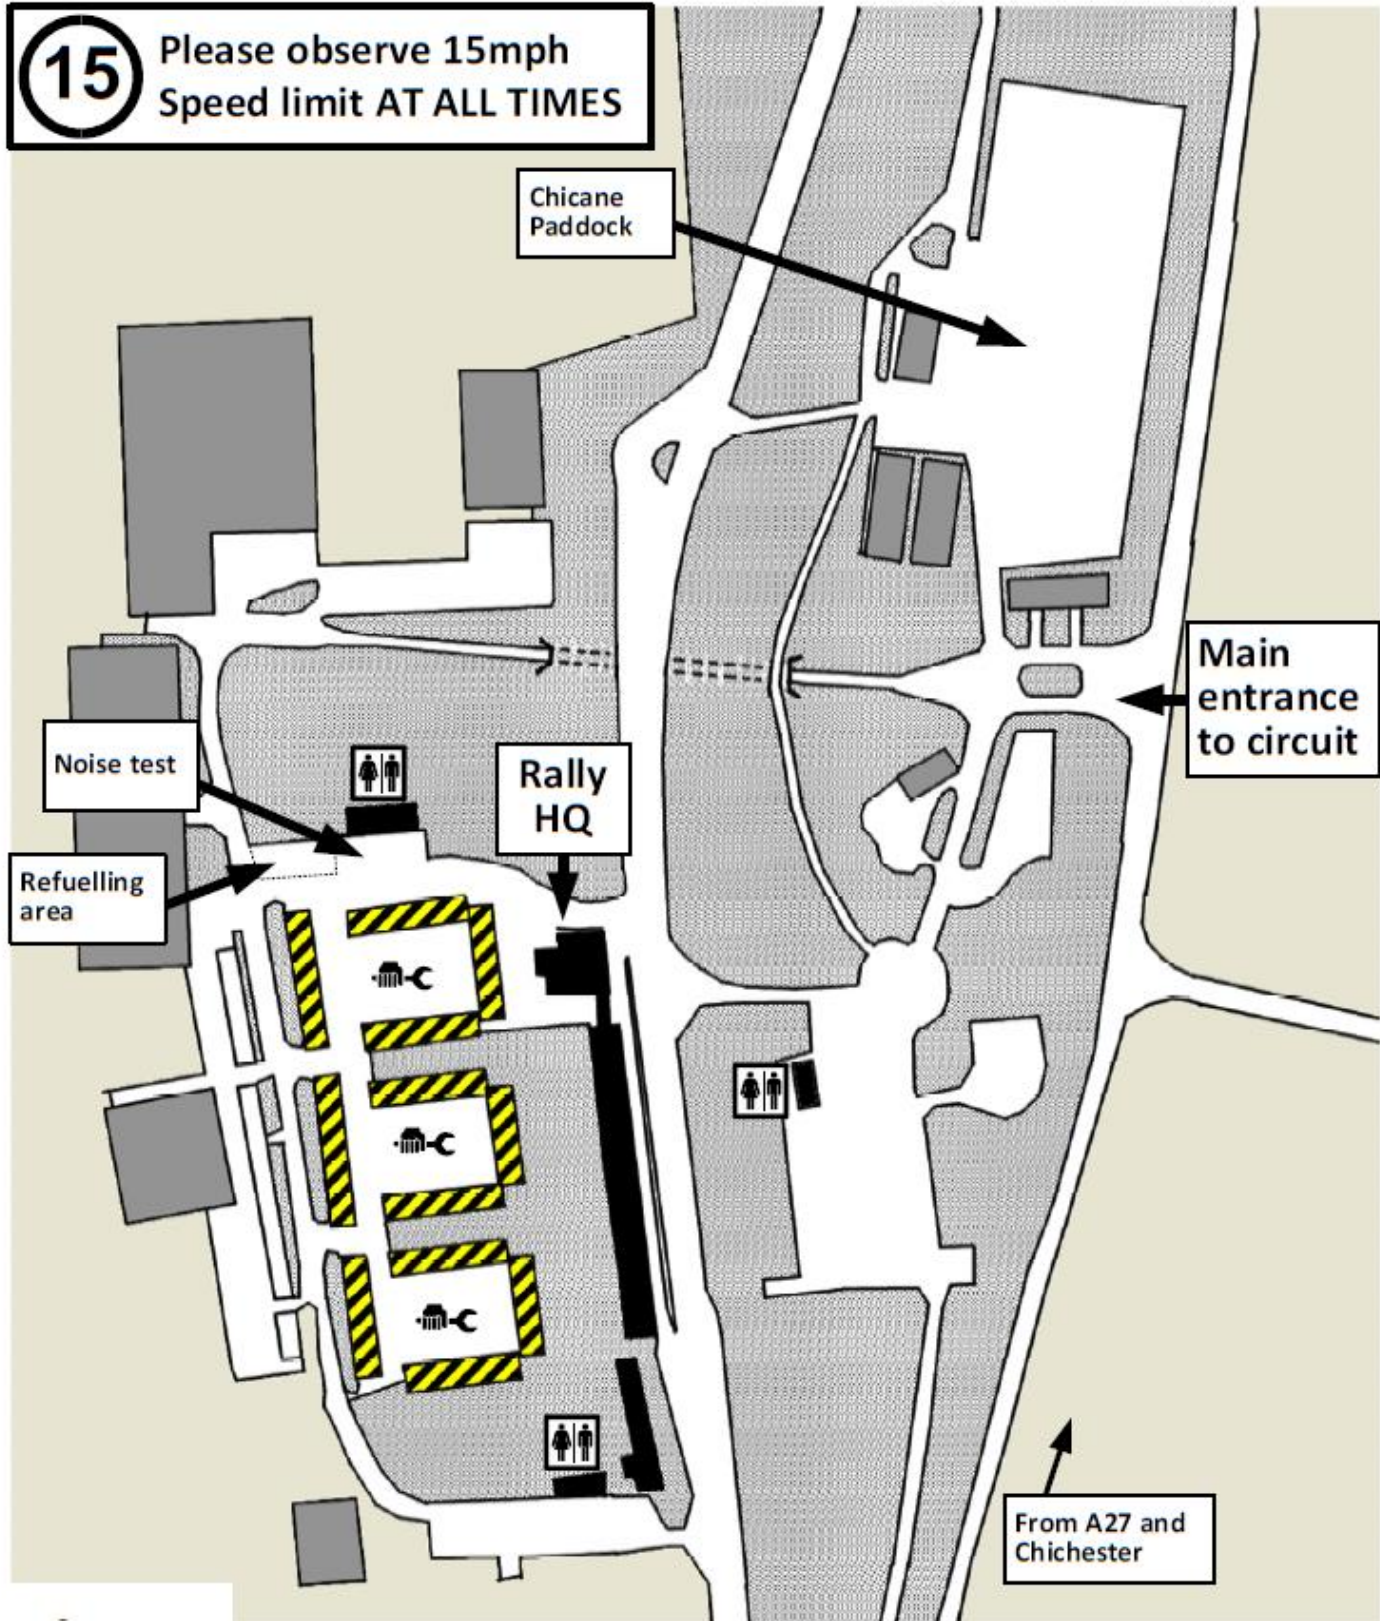 15
Please observe 15mph
Speed limit AT ALL TIMES
Chicane
Paddock
Main
entrance
to circuit
Noise test
Rally
HQ
Refuelling
area
From A27 and
Chichester